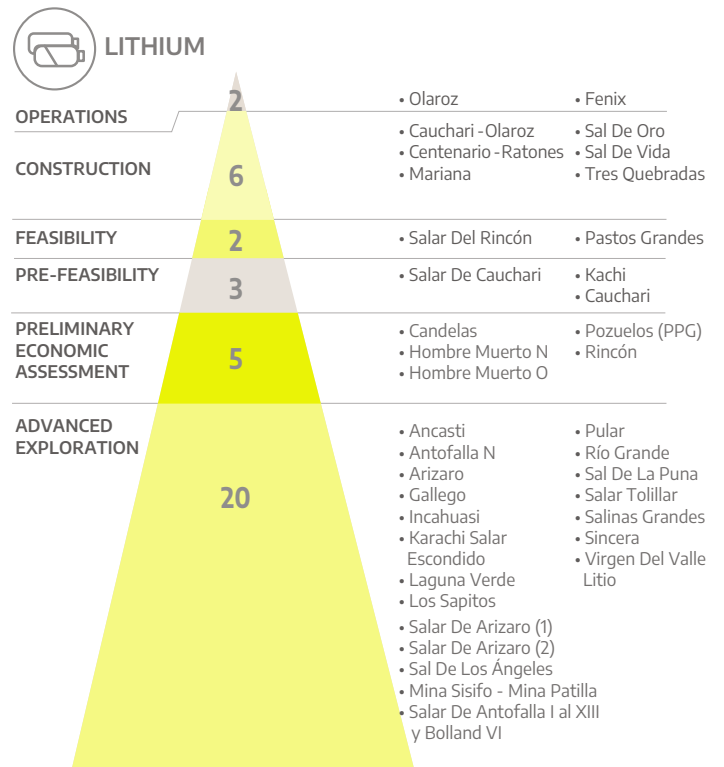 LITHIUM
OPERATIONS
2
• Olaroz
• Fenix
CONSTRUCTION
6
• Cauchari-Olaroz
• Centenario-Ratones
• Mariana
• Sal De Oro
• Sal De Vida
• Tres Quebradas
FEASIBILITY
2
• Salar Del Rincón
• Pastos Grandes
PRE-FEASIBILITY
3
• Salar De Cauchari
• Kachi
• Cauchari
PRELIMINARY
ECONOMIC
ASSESSMENT
5
• Candelas
• Hombre Muerto N
• Hombre Muerto O
• Pozuelos (PPG)
• Rincón
ADVANCED
EXPLORATION
20
• Ancasti
• Antofalla N
• Arizaro
• Gallego
• Incahuasi
• Karachi Salar
Escondido
• Laguna Verde
• Los Sapitos
• Salar De Arizaro (1)
• Salar De Arizaro (2)
• Sal De Los Ángeles
• Mina Sisifo - Mina Patilla
• Salar De Antofalla I al XIII
y Bolland VI
• Pular
• Río Grande
• Sal De La Puna
• Salar Tolillar
• Salinas Grandes
• Sincera
• Virgen Del Valle
Litio